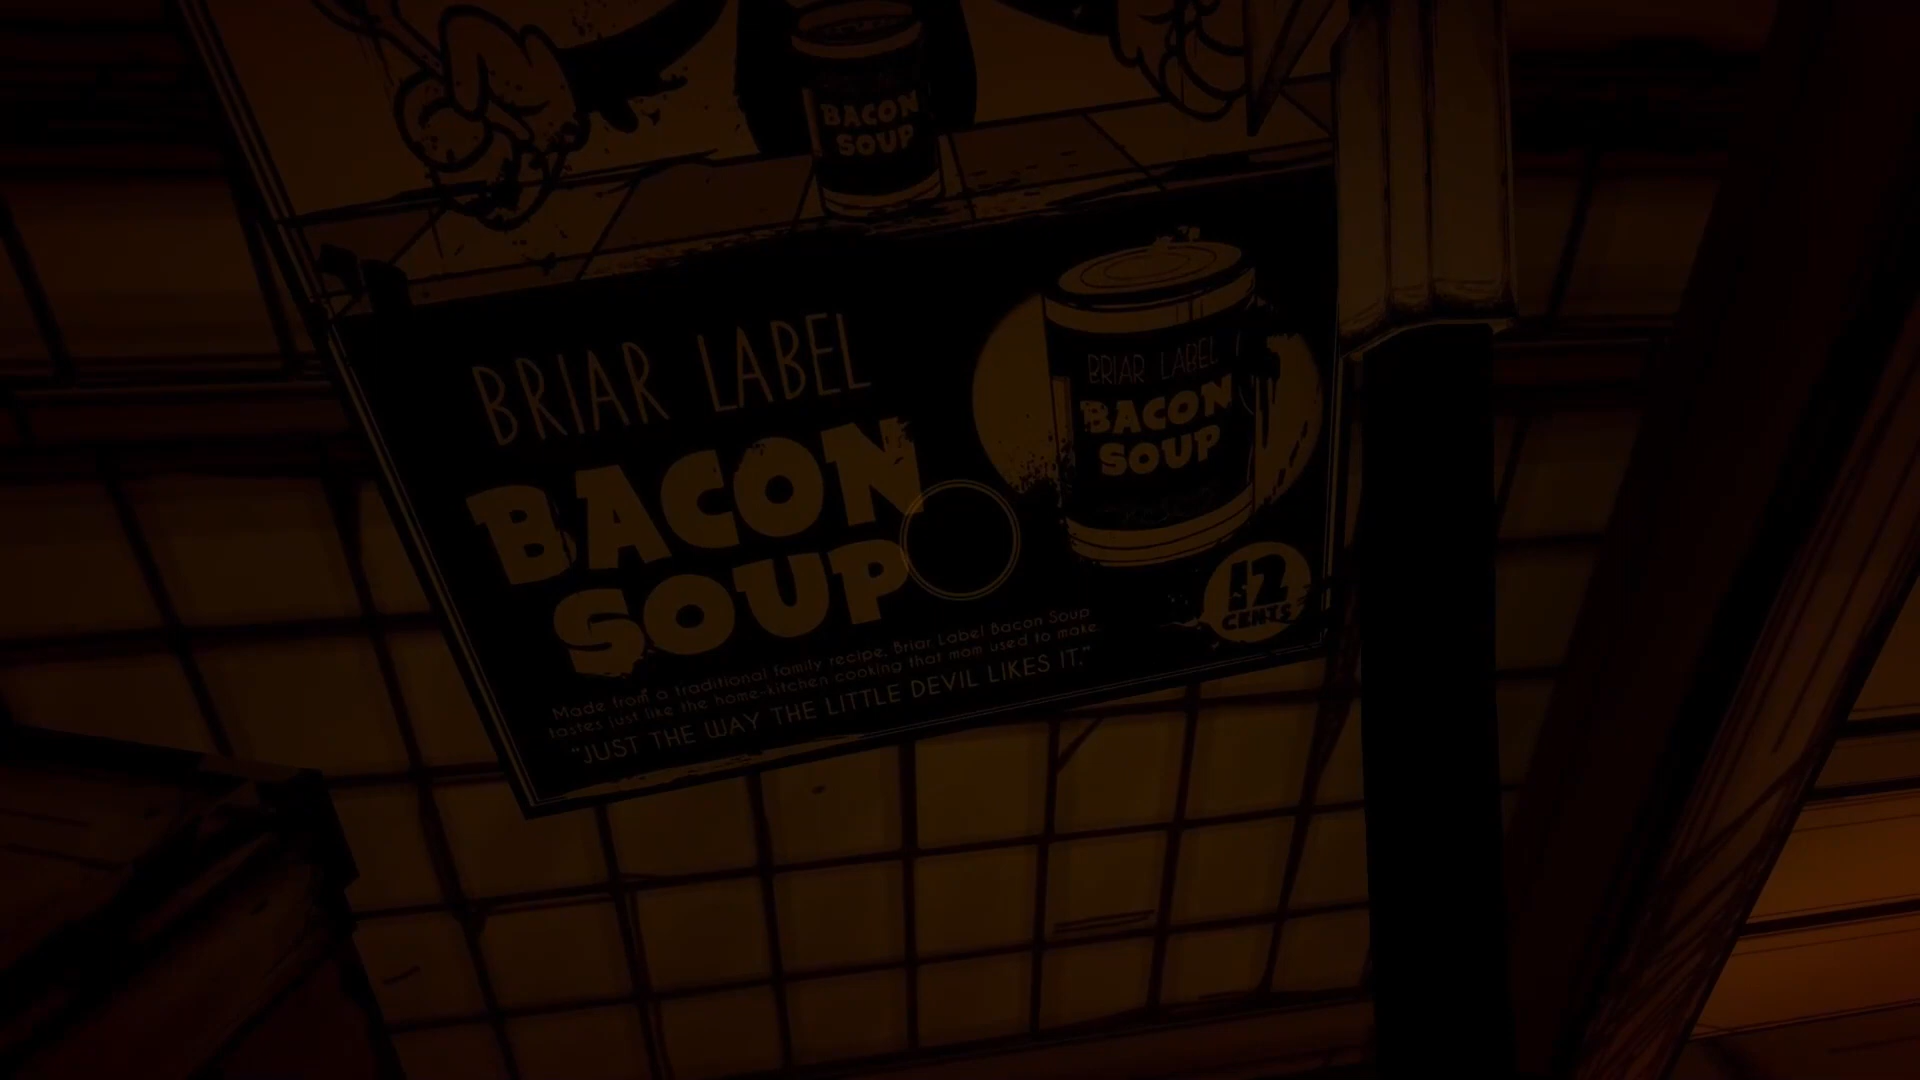 BACON
SOUP
BRIAR LABEL
BACON
SOUP
BRIAR LABEL
BACON
SOUP
12
CENTS
Made from a traditional family recipe, Briar Label Bacon Soup
tastes just like the home-kitchen cooking that mom used to make.
"JUST THE WAY THE LITTLE DEVIL LIKES IT."